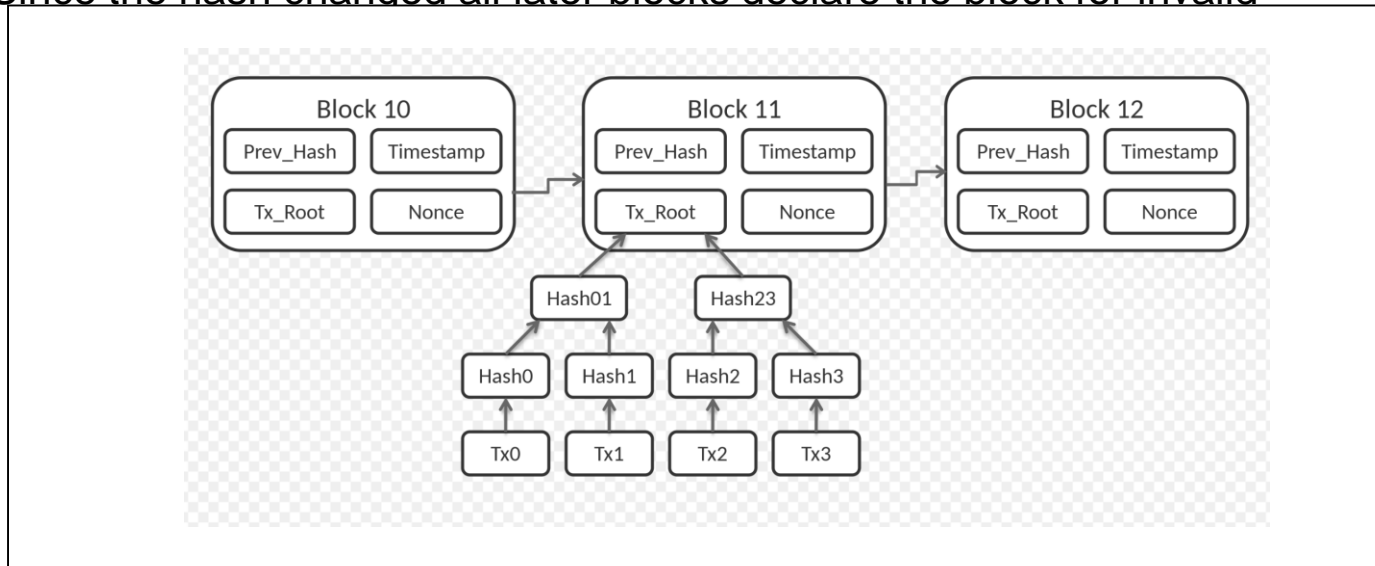 Since the hash changed all later blocks declare the block for invalid
Block 10 Block 11 Block 12
Prev_Hash Timestamp Prev_Hash Timestamp Prev_Hash Timestamp
Tx_Root Nonce Tx_Root Nonce Tx_Root Nonce
Hash01 Hash23
Hash0 Hash1 Hash2 Hash3
Tx0 Tx1 Tx2 Tx3